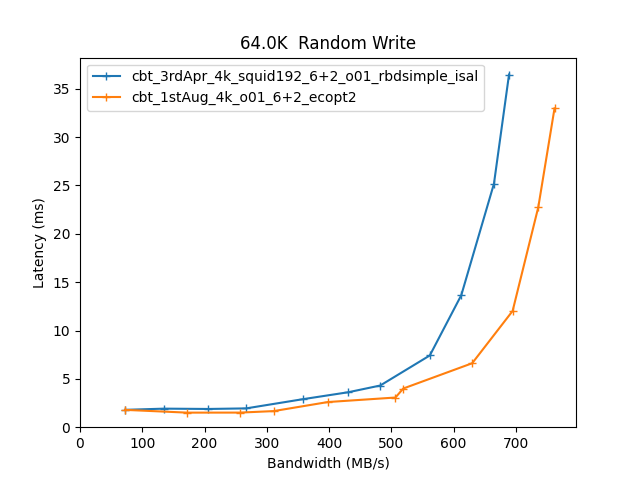 64.0K  Random Write
cbt_3rdApr_4k_squid192_6+2_o01_rbdsimple_isal
cbt_1stAug_4k_o01_6+2_ecopt2
Latency (ms)
35
30
25
20
15
10
5
0
0 100 200 300 400 500 600 700
Bandwidth (MB/s)